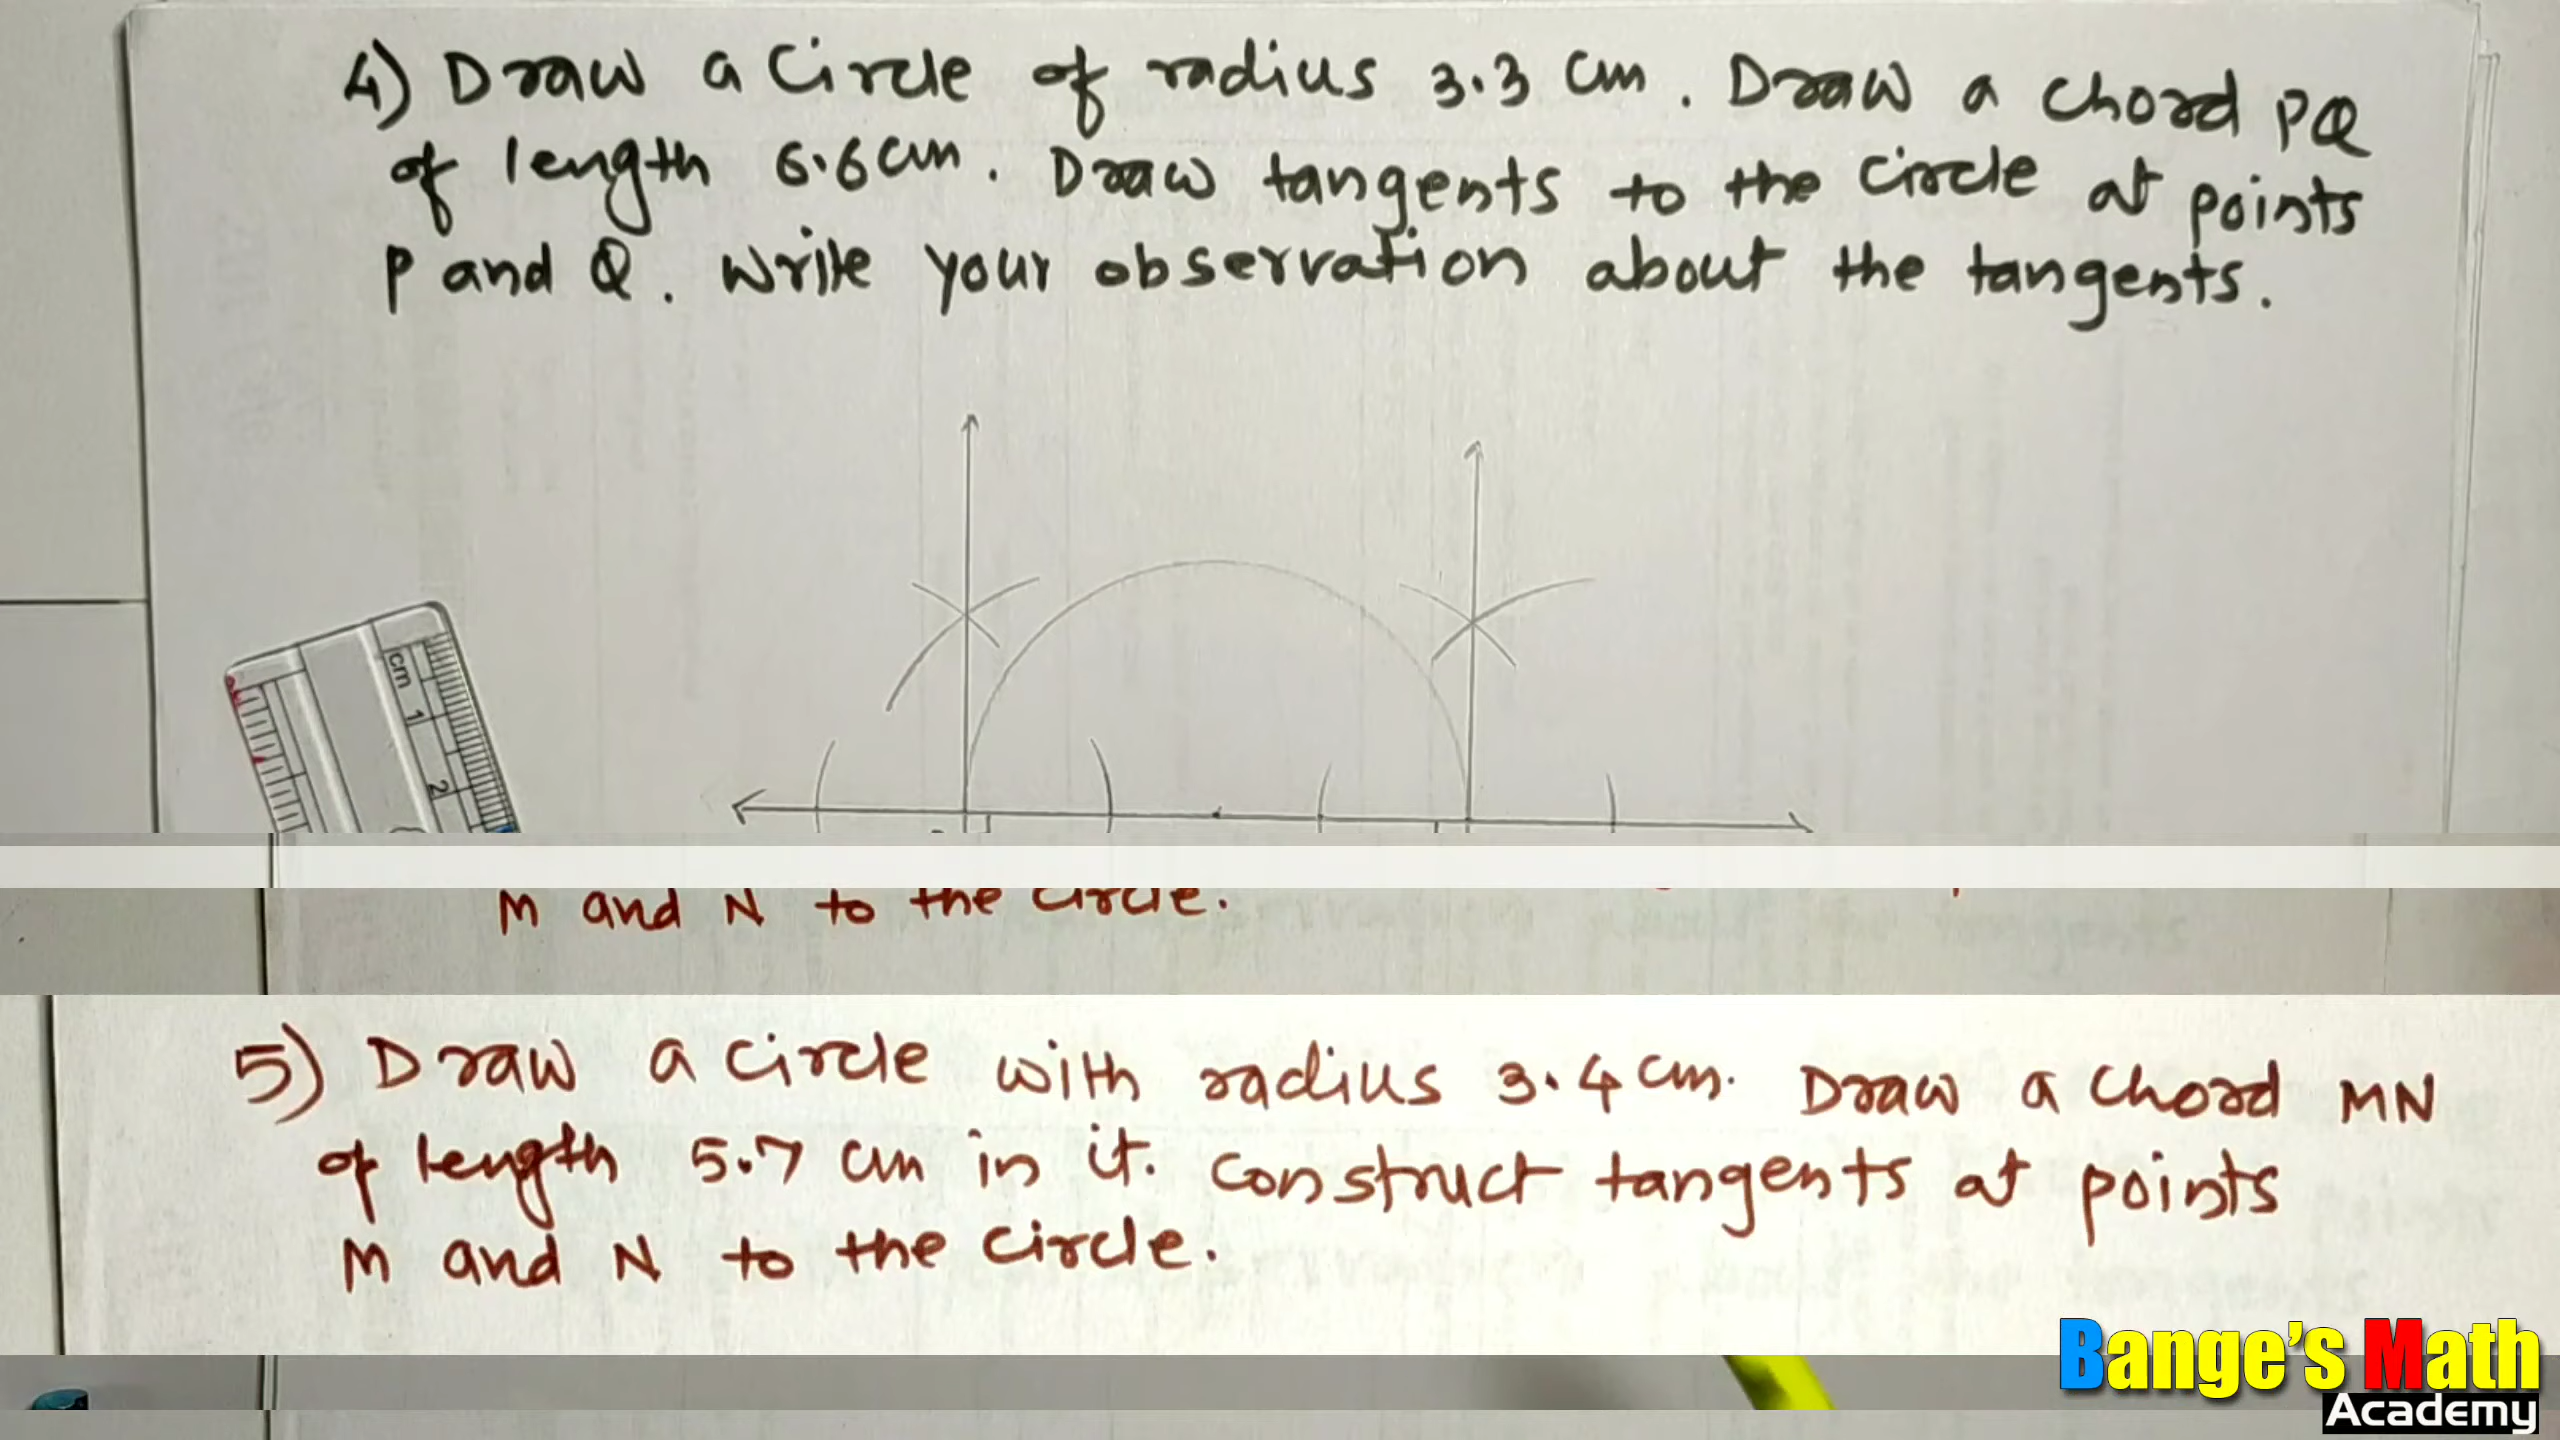 4) Draw a Circle of radius 3.3 cm. Draw a chord PQ
of length 6.6 cm. Draw tangents to the circle at points
P and Q. Write your observation about the tangents.
cm 1 2
M and N to the circle.
5) Draw a circle with radius 3.4 cm. Draw a chord MN
of length 5.7 cm in it. Construct tangents at points
M and N to the circle.
Bange's Math
Academy